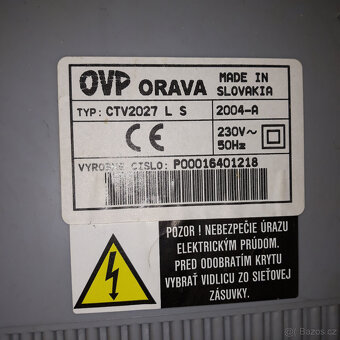 OVP ORAVA MADE IN SLOVAKIA
TYP: CTV2027 L S 2004-A
CE 230V~ 50Hz
VYROBNE CISLO: P00016401218
POZOR ! NEBEZPEČIE ÚRAZU
ELEKTRICKÝM PRÚDOM.
PRED ODOBRATÍM KRYTU
VYBRAŤ VIDLICU ZO SIEŤOVEJ
ZÁSUVKY.